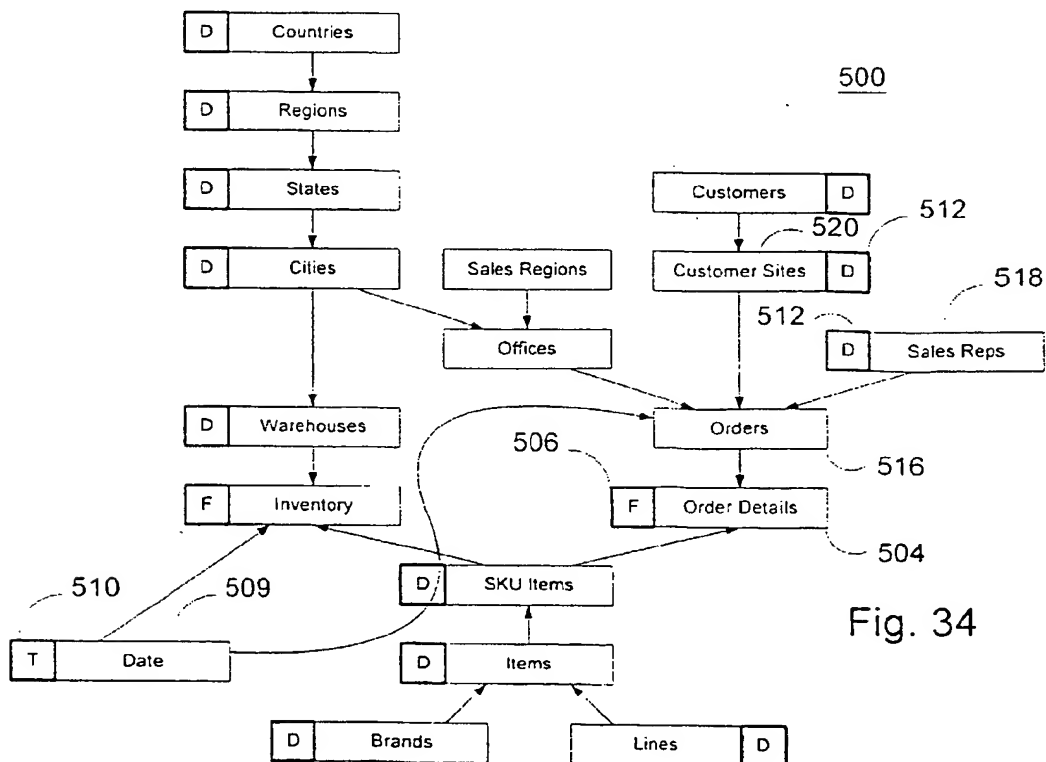 D Countries
500
D Regions
D States
Customers D
512
520
D Cities
Sales Regions
Customer Sites D
518
512
Offices
D Sales Reps
D Warehouses
Orders
506
516
F Inventory
F Order Details
504
D SKU Items
510
509
Fig. 34
T Date
D Items
D Brands
Lines D